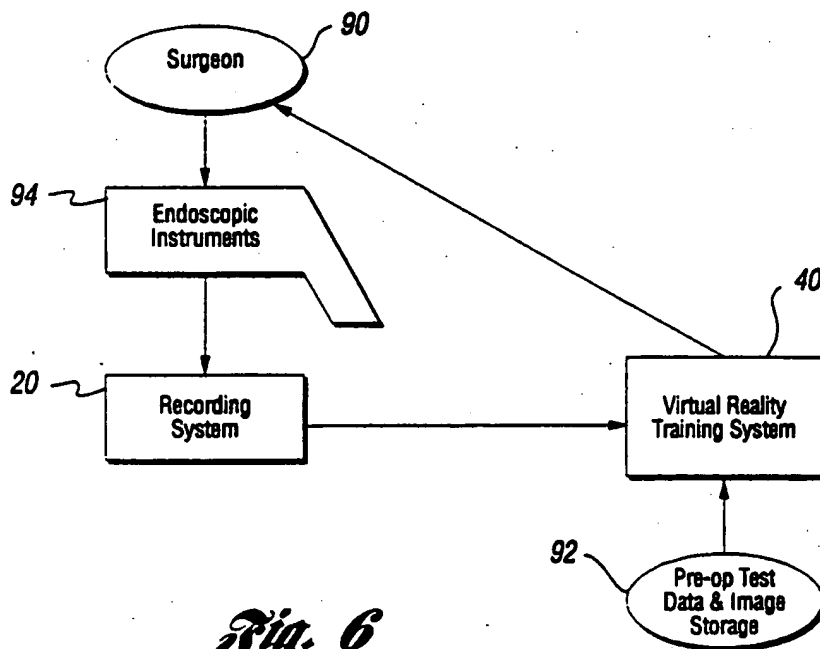 90
Surgeon
94
Endoscopic
Instruments
40
20
Recording
System
Virtual Reality
Training System
92
Pre-op Test
Data & Image
Storage
Fig. 6